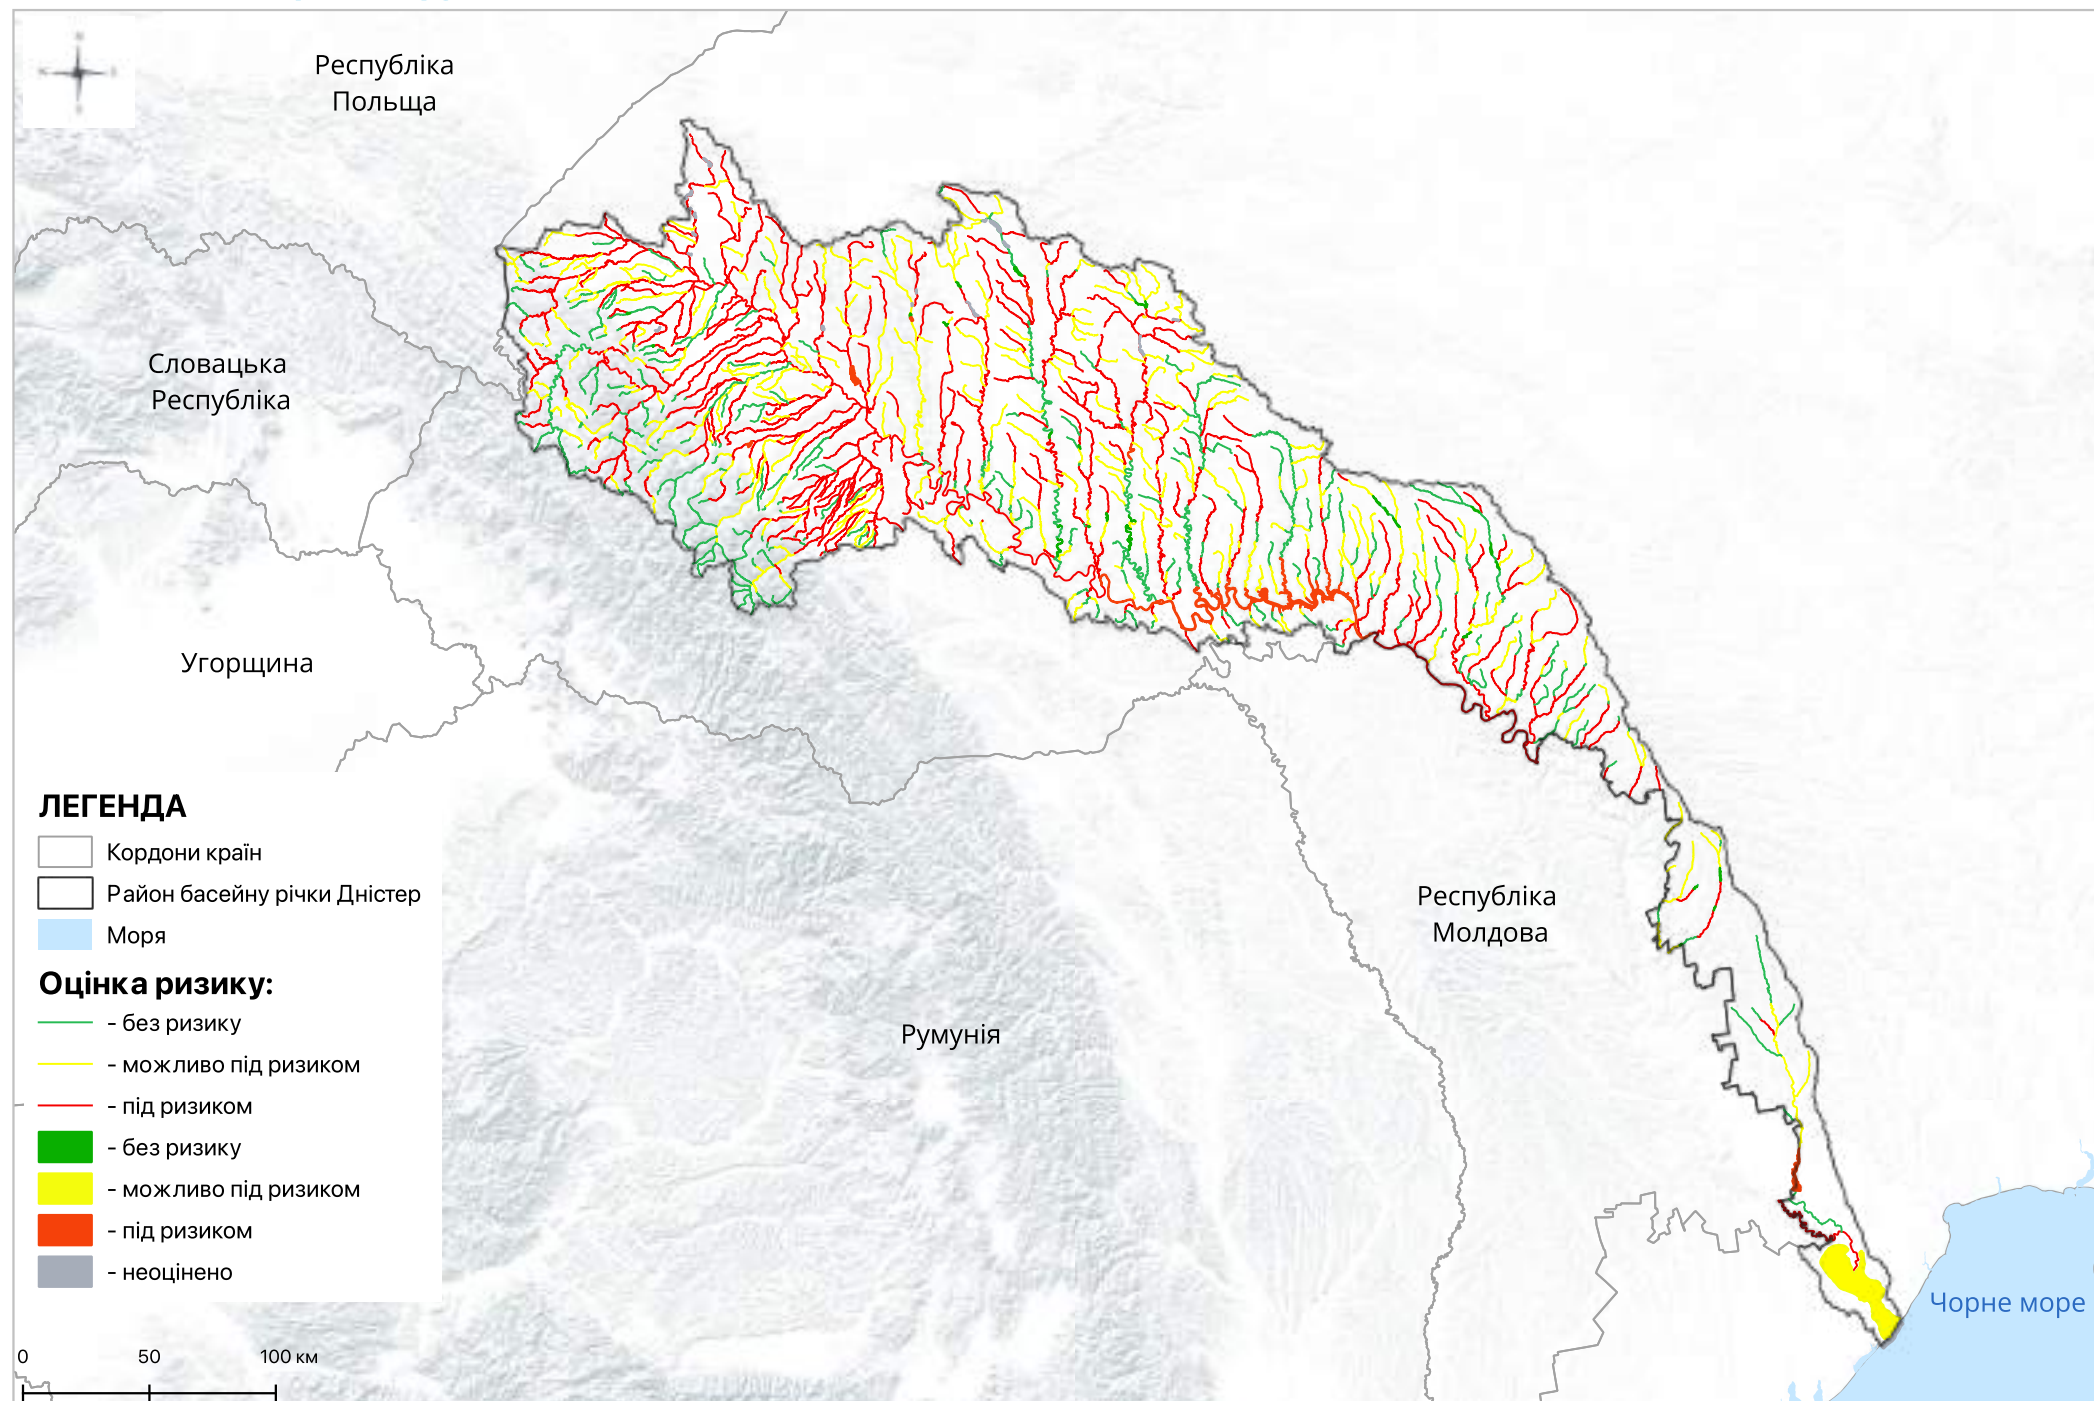 Республіка
Польща
Словацька
Республіка
Угорщина
ЛЕГЕНДА
Кордони країн
Район басейну річки Дністер
Моря
Оцінка ризику:
- без ризику
- можливо під ризиком
- під ризиком
- без ризику
- можливо під ризиком
- під ризиком
- неоцінено
0 50 100 км
Румунія
Республіка
Молдова
Чорне море